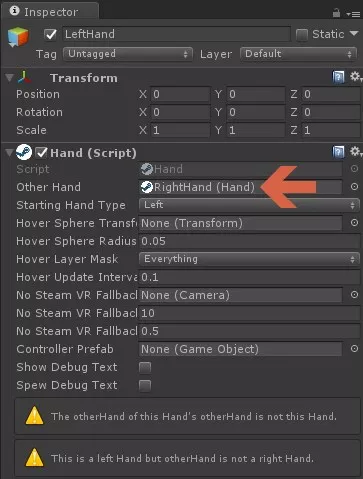 Inspector
LeftHand Static
Tag Untagged Layer Default
Transform
Position X 0 Y 0 Z 0
Rotation X 0 Y 0 Z 0
Scale X 1 Y 1 Z 1
Hand (Script)
Script Hand
Other Hand RightHand (Hand)
Starting Hand Type Left
Hover Sphere Transfo None (Transform)
Hover Sphere Radius 0.05
Hover Layer Mask Everything
Hover Update Interva 0.1
No Steam VR Fallback None (Camera)
No Steam VR Fallback 10
No Steam VR Fallback 0.5
Controller Prefab None (Game Object)
Show Debug Text
Spew Debug Text
The otherHand of this Hand's otherHand is not this Hand.
This is a left Hand but otherHand is not a right Hand.